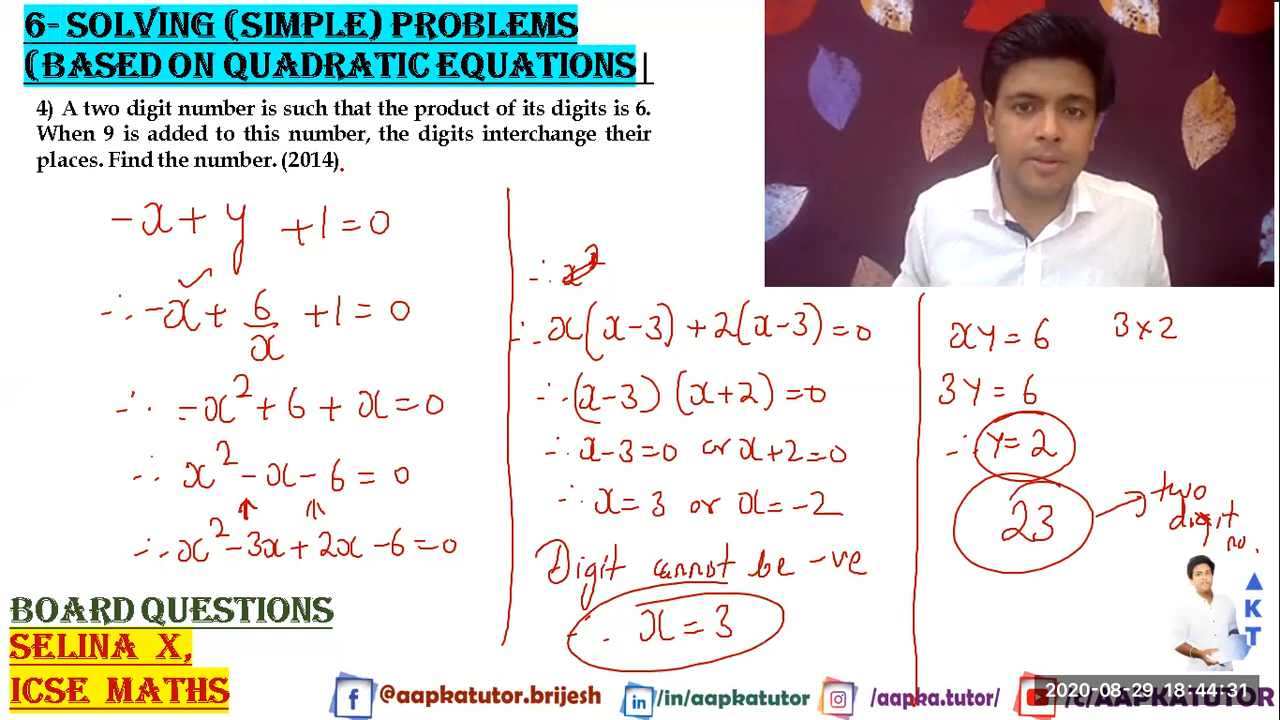 6- SOLVING (SIMPLE) PROBLEMS
(BASED ON QUADRATIC EQUATIONS
4) A two digit number is such that the product of its digits is 6.
When 9 is added to this number, the digits interchange their
places. Find the number. (2014).
-x + y +1 = 0
∴ -x + 6/x +1 = 0
∴ -x² + 6 + x = 0
∴ x² - x - 6 = 0
∴ x² - 3x + 2x - 6 = 0
∴ x(x-3) + 2(x-3) = 0
∴ (x-3) (x+2) = 0
∴ x-3=0 or x+2=0
∴ x = 3 or x = -2
Digit cannot be -ve
∴ x = 3
xy = 6 3 x 2
3y = 6
∴ y = 2
23
two
digit
no.
BOARD QUESTIONS
SELINA X,
ICSE MATHS
AKT
@aapkatutor.brijesh
/in/aapkatutor
/aapka.tutor/
/c/AAPKATUTOR
2020-08-29 18:44:31